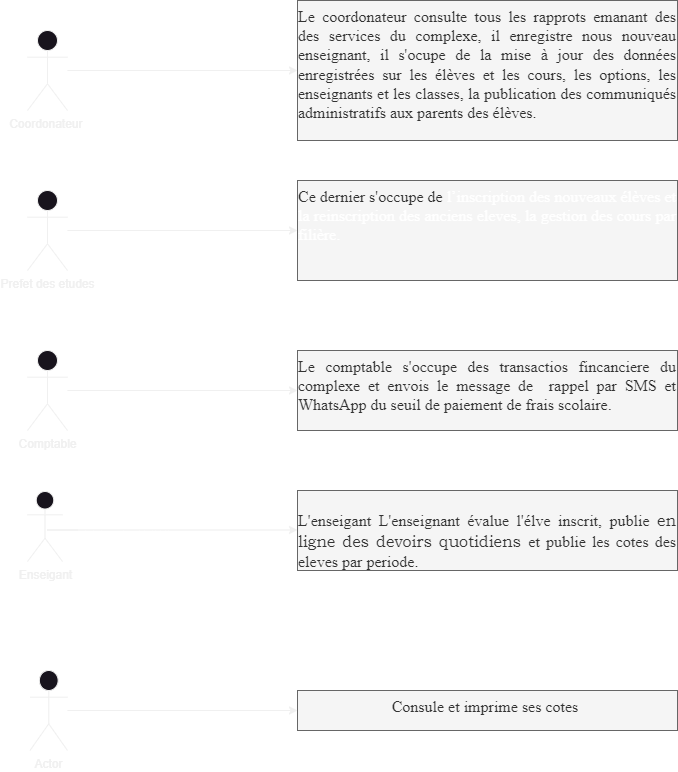 Le coordonateur consulte tous les rapprots emanant des
des services du complexe, il enregistre nous nouveau
enseignant, il s'ocupe de la mise à jour des données
enregistrées sur les élèves et les cours, les options, les
enseignants et les classes, la publication des communiqués
administratifs aux parents des élèves.
Coordonateur
Ce dernier s'occupe de l'inscription des nouveaux élèves et
la réinscription des anciens élèves, la gestion des cours par
filière.
Prefet des etudes
Le comptable s'occupe des transactios fincanciere du
complexe et envois le message de rappel par SMS et
WhatsApp du seuil de paiement de frais scolaire.
Comptable
L'enseigant L'enseignant évalue l'élve inscrit, publie en
ligne des devoirs quotidiens et publie les cotes des
eleves par periode.
Enseigant
Consule et imprime ses cotes
Actor